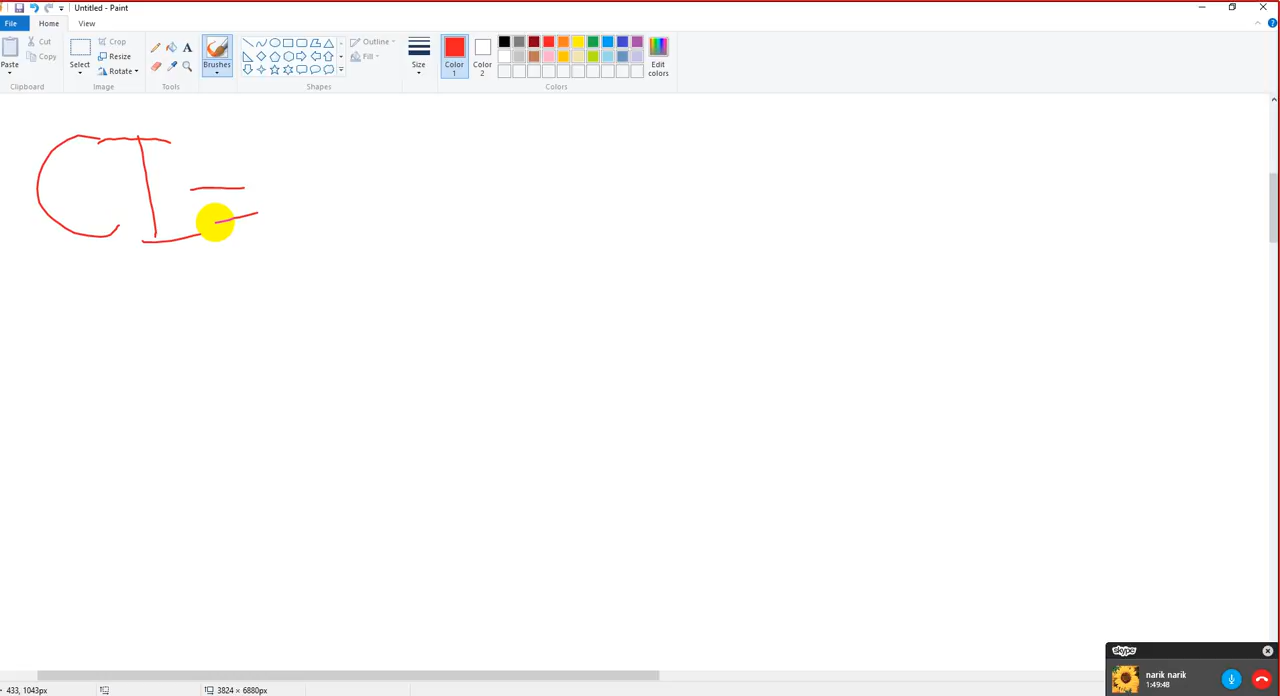 Untitled - Paint
File Home View
Paste
Cut
Copy
Clipboard
Select
Crop
Resize
Rotate
Image
A
Tools
Brushes
Shapes
Outline
Fill
Size
Color 1
Color 2
Edit colors
Colors
CI =
skype
narik narik
1:49:48
433, 1043px
3824 × 6880px